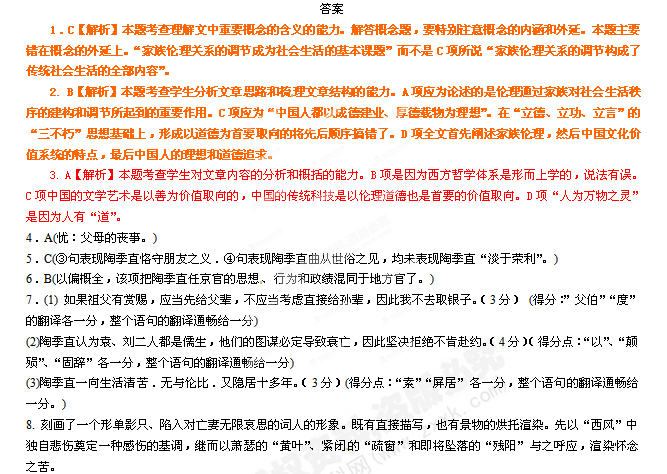 答案
1．C【解析】本题考查理解文中重要概念的含义的能力。解答概念题，要特别注意概念的内涵和外延。本题主要
错在概念的外延上。“家族伦理关系的调节成为社会生活的基本课题”而不是 C 项所说“家族伦理关系的调节构成了
传统社会生活的全部内容”。
2. B【解析】本题考查学生分析文章思路和梳理文章结构的能力。A 项应为论述的是伦理通过家族对社会生活秩
序的建构和调节所起到的重要作用。C 项应为“中国人都以成德建业、厚德载物为理想”。在“立德、立功、立言”的
“三不朽”思想基础上，形成以道德为首要取向的将先后顺序搞错了。D 项全文首先阐述家族伦理，然后中国文化价
值系统的特点，最后中国人的理想和道德追求。
3. A【解析】本题考查学生对文章内容的分析和概括的能力。B 项是因为西方哲学体系是形而上学的，说法有误。
C 项中国的文学艺术是以善为价值取向的，中国的传统科技是以伦理道德也是首要的价值取向。D 项“人为万物之灵”
是因为人有“道”。
4．A(忧：父母的丧事。)
5．C(③句表现陶季直恪守朋友之义．④句表现陶季直曲从世俗之见，均未表现陶季直“淡于荣利”。)
6．B(以偏概全，该项把陶季直任京官的思想、行为和政绩混同于地方官了。)
7．(1) 如果祖父有赏赐，应当先给父辈，不应当考虑直接给孙辈，因此我不去取银子。（3 分） (得分：” 父伯”“度”
的翻译各一分，整个语句的翻译通畅给一分)
(2)陶季直认为袁、刘二人都是儒生，他们的图谋必定导致衰亡，因此坚决拒绝不肯赴约。（4 分）（得分点：“以”、“颠
殒”、“固辞”各一分，整个语句的翻译通畅给一分）
(3)陶季直一向生活清苦．无与伦比．又隐居十多年。（3 分）(得分点：“素”“屏居”各一分，整个语句的翻译通畅给
一分。)
8. 刻画了一个形单影只、陷入对亡妻无限哀思的词人的形象。既有直接描写，也有景物的烘托渲染。先以“西风”中
独自悲伤奠定一种感伤的基调，继而以萧瑟的“黄叶”、紧闭的“疏窗”和即将坠落的“残阳”与之呼应，渲染怀念
之苦。